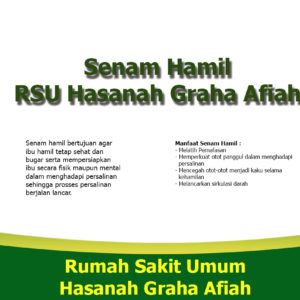 Senam Hamil
RSU Hasanah Graha Afiah
Senam hamil bertujuan agar
ibu hamil tetap sehat dan
bugar serta mempersiapkan
ibu secara fisik maupun mental
dalam menghadapi persalinan
sehingga prosses persalinan
berjalan lancar.
Manfaat Senam Hamil :
- Melatih Pernafasan
- Memperkuat otot panggul dalam menghadapi
persalinan
- Mencegah otot-otot menjadi kaku selama
kehamilan
- Melancarkan sirkulasi darah
Rumah Sakit Umum
Hasanah Graha Afiah